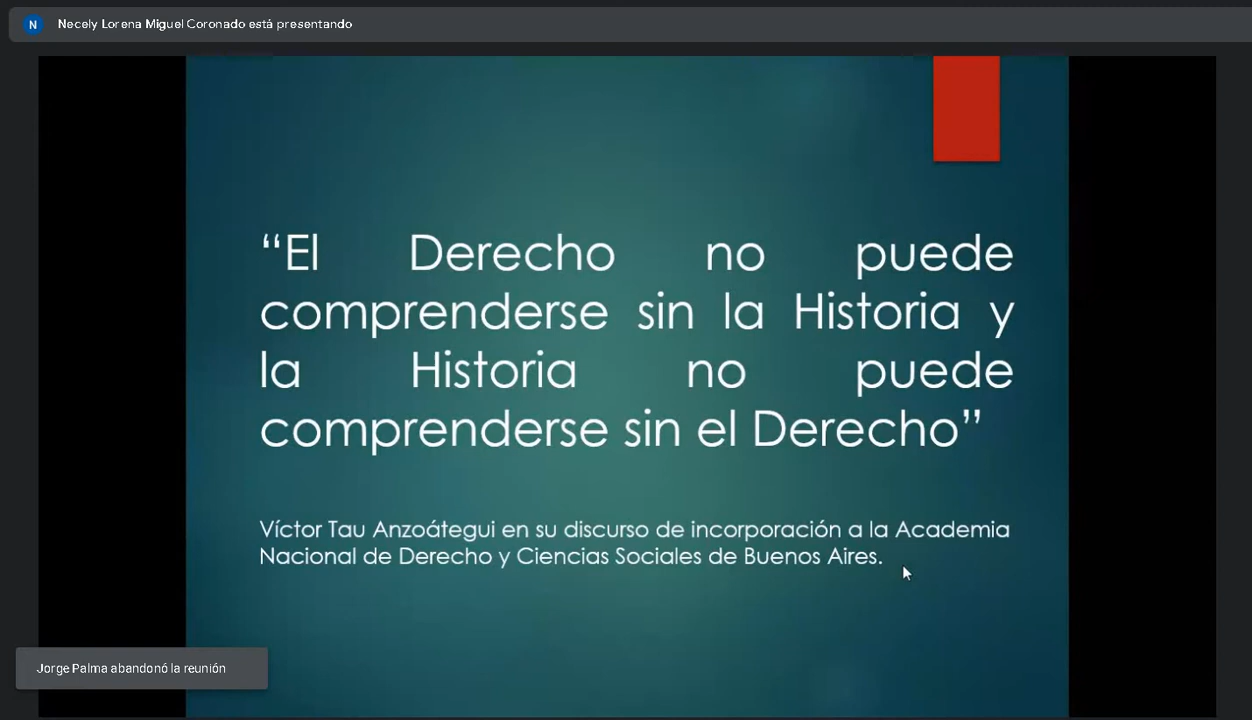 N Necely Lorena Miguel Coronado está presentando
“El Derecho no puede
comprenderse sin la Historia y
la Historia no puede
comprenderse sin el Derecho”
Víctor Tau Anzoátegui en su discurso de incorporación a la Academia
Nacional de Derecho y Ciencias Sociales de Buenos Aires.
Jorge Palma abandonó la reunión